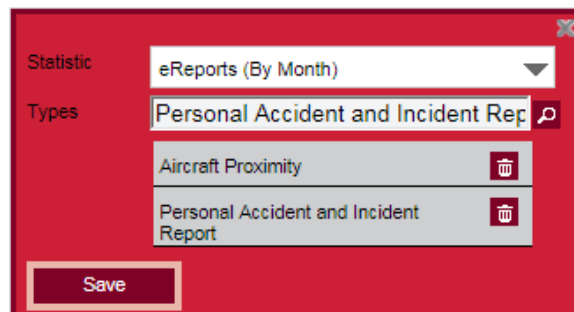 Statistic
eReports (By Month)
Types
Personal Accident and Incident Rep
Aircraft Proximity
Personal Accident and Incident
Report
Save